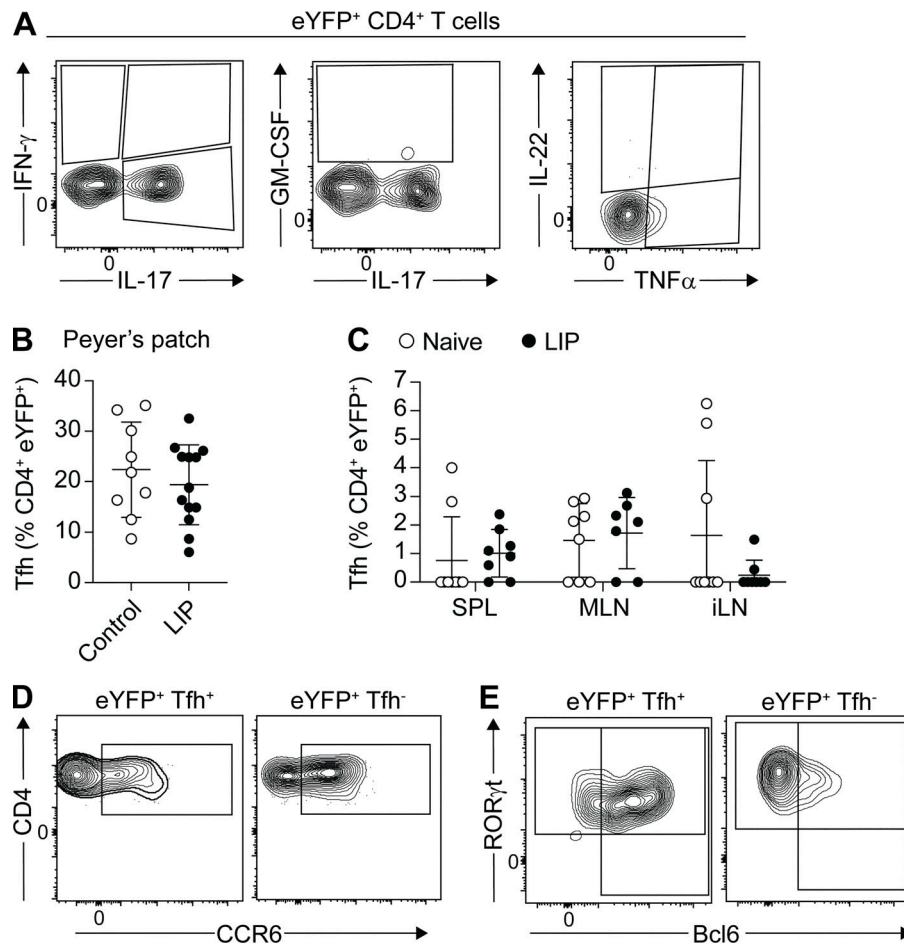 A
eYFP⁺ CD4⁺ T cells
IFN-γ
0
0
IL-17
GM-CSF
0
0
IL-17
IL-22
0
0
TNFα
B Peyer's patch
Tfh (% CD4⁺ eYFP⁺)
40
30
20
10
0
Control
LIP
C Naive LIP
Tfh (% CD4⁺ eYFP⁺)
7
6
5
4
3
2
1
0
SPL MLN iLN
D
eYFP⁺ Tfh⁺ eYFP⁺ Tfh⁻
CD4
0
0
CCR6
E
eYFP⁺ Tfh⁺ eYFP⁺ Tfh⁻
RORγt
0
0
Bcl6